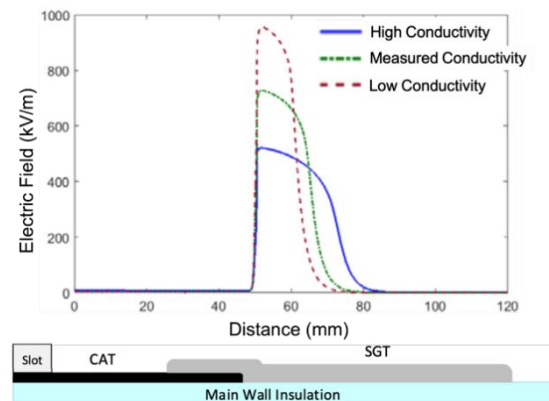 1000
800
600
400
200
0
Electric Field (kV/m)
High Conductivity
Measured Conductivity
Low Conductivity
0 20 40 60 80 100 120
Distance (mm)
Slot CAT SGT
Main Wall Insulation